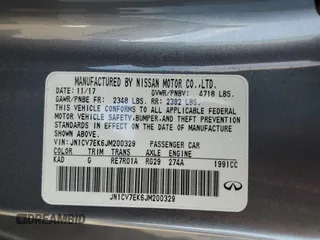 MANUFACTURED BY NISSAN MOTOR CO.,LTD.
DATE: 11/17 GVWR/PNBV: 4718 LBS.
GAWR/PNBE FR: 2348 LBS. RR: 2392 LBS.
THIS VEHICLE CONFORMS TO ALL APPLICABLE FEDERAL
MOTOR VEHICLE SAFETY, BUMPER, AND THEFT PREVENTION
STANDARDS IN EFFECT ON THE DATE OF MANUFACTURE
SHOWN ABOVE.
JN1CV7EK6JM200329 PASSENGER CAR
COLOR TRIM TRANS AXLE ENGINE
KAD G RE7R01A RG29 274A 1991CC
JN1CV7EK6JM200329
INFINITI
DREAMBID